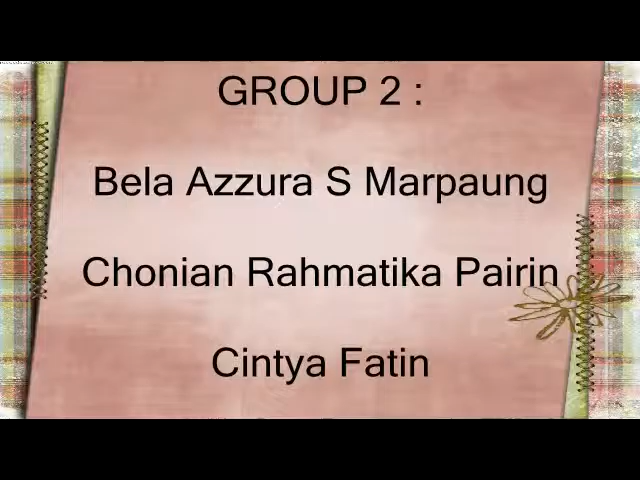 GROUP 2 :
Bela Azzura S Marpaung
Chonian Rahmatika Pairin
Cintya Fatin